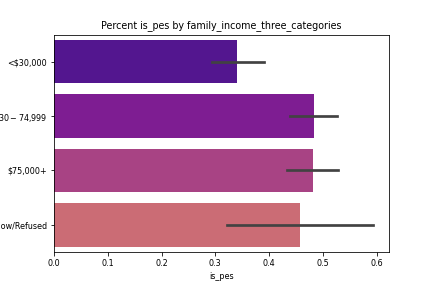 Percent is_pes by family_income_three_categories
<$30,000
30 − 74,999
$75,000+
ow/Refused
0.0 0.1 0.2 0.3 0.4 0.5 0.6
is_pes